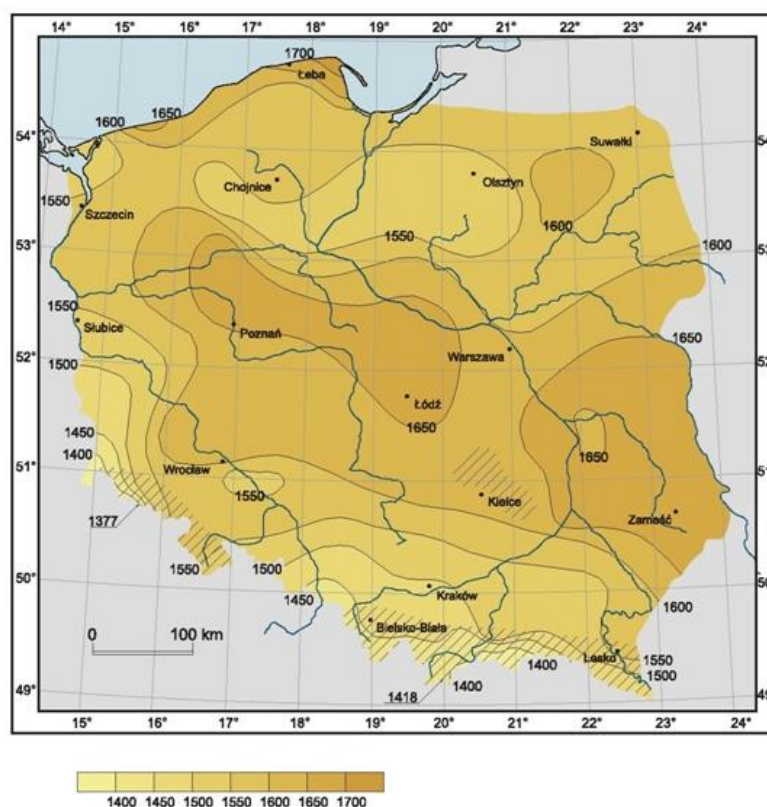 14° 15° 16° 17° 18° 19° 20° 21° 22° 23° 24°
1700
Łeba
1650
1600
54°
Suwałki
Chojnice
Olsztyn
1550
Szczecin
1600
53°
1550
1600
1550
Słubice
Poznań
1650
52°
Warszawa
1500
Łódź
1650
1450
1650
51°
1400
Wrocław
1550
Kielce
1377
Zamość
1550
1500
50°
1450
Kraków
1600
0 100 km
Bielsko-Biała
Lesko
1550
1400
1500
1400
1418
49°
15° 16° 17° 18° 19° 20° 21° 22° 23° 24°
1400 1450 1500 1550 1600 1650 1700